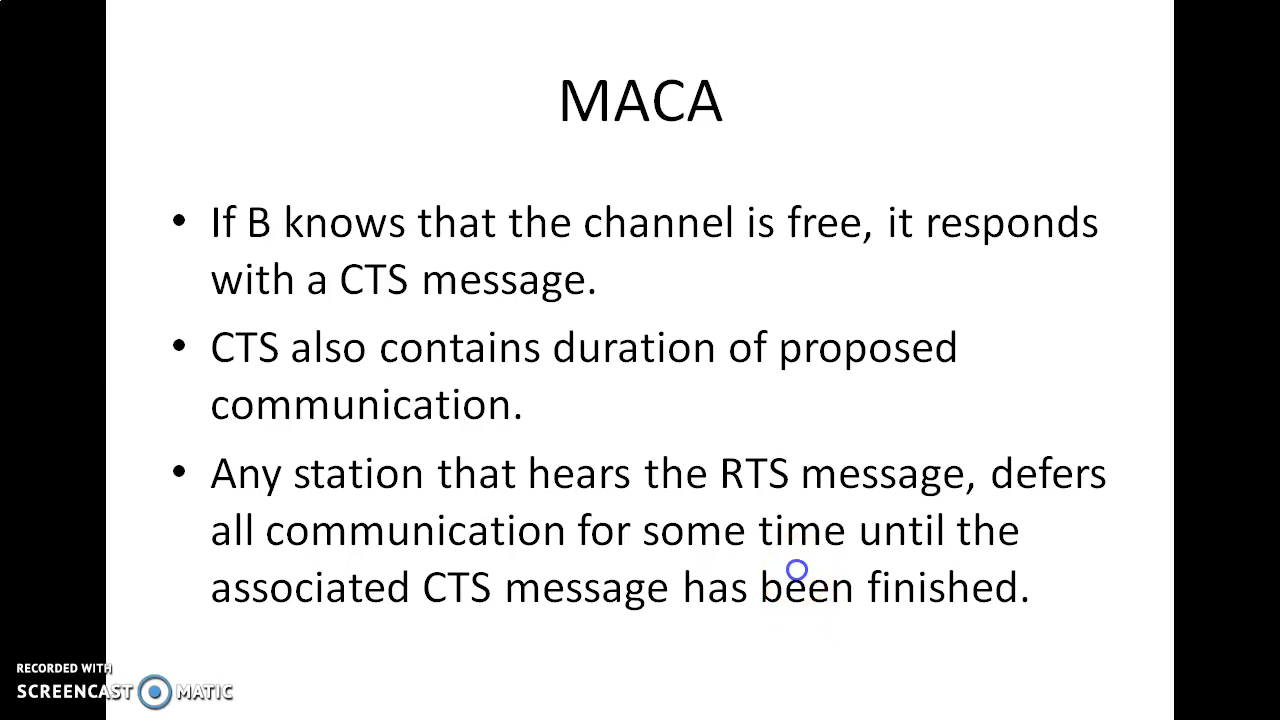 MACA
• If B knows that the channel is free, it responds
with a CTS message.
• CTS also contains duration of proposed
communication.
• Any station that hears the RTS message, defers
all communication for some time until the
associated CTS message has been finished.
RECORDED WITH
SCREENCAST MATIC